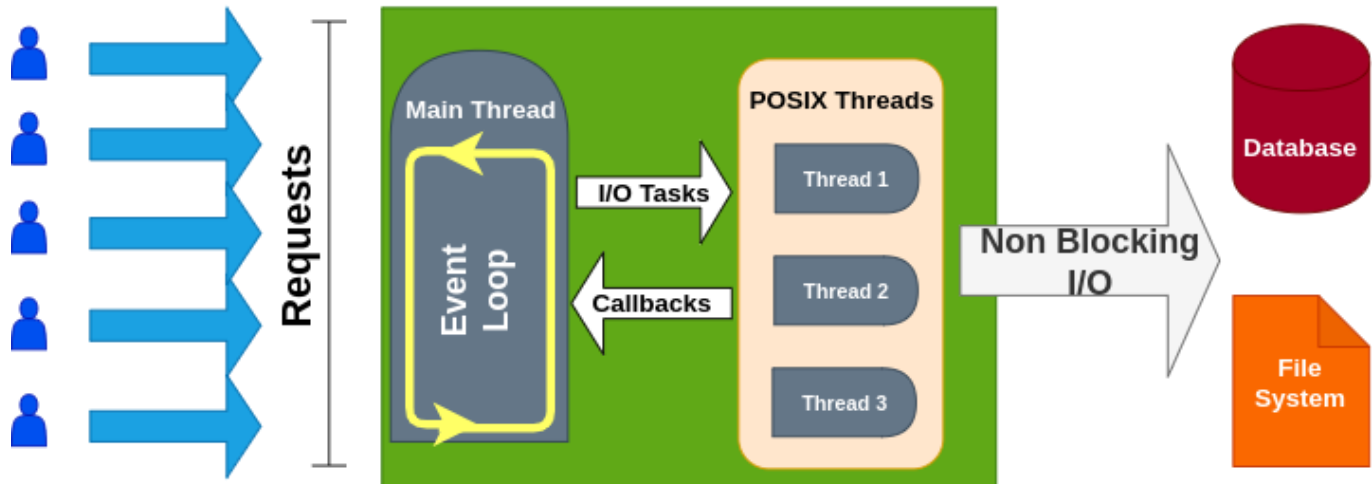 Requests
Main Thread
Event
Loop
I/O Tasks
Callbacks
POSIX Threads
Thread 1
Thread 2
Thread 3
Non Blocking
I/O
Database
File
System